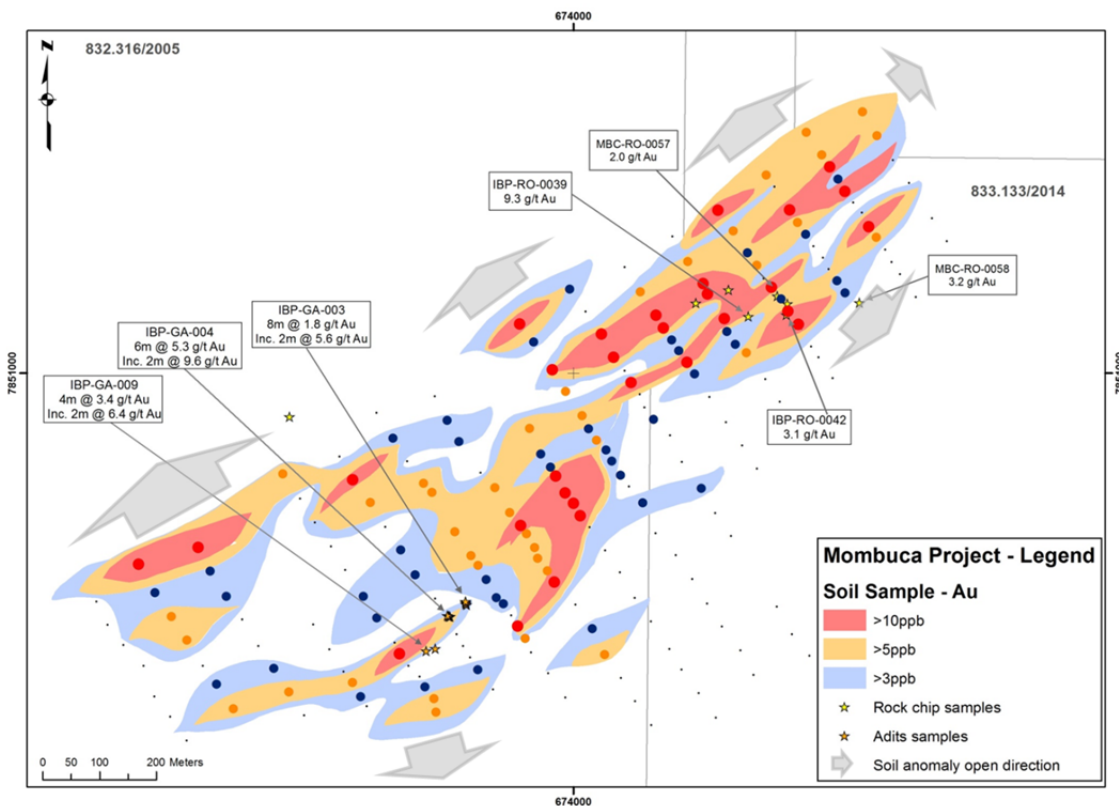 674000
832.316/2005
Z
MBC-RO-0057
2.0 g/t Au
IBP-RO-0039
9.3 g/t Au
833.133/2014
MBC-RO-0058
3.2 g/t Au
IBP-GA-003
8m @ 1.8 g/t Au
Inc. 2m @ 5.6 g/t Au
IBP-GA-004
6m @ 5.3 g/t Au
Inc. 2m @ 9.6 g/t Au
IBP-GA-009
4m @ 3.4 g/t Au
Inc. 2m @ 6.4 g/t Au
7851000
IBP-RO-0042
3.1 g/t Au
Mombuca Project - Legend
Soil Sample - Au
>10ppb
>5ppb
>3ppb
Rock chip samples
Adits samples
Soil anomaly open direction
0 50 100 200 Meters
674000